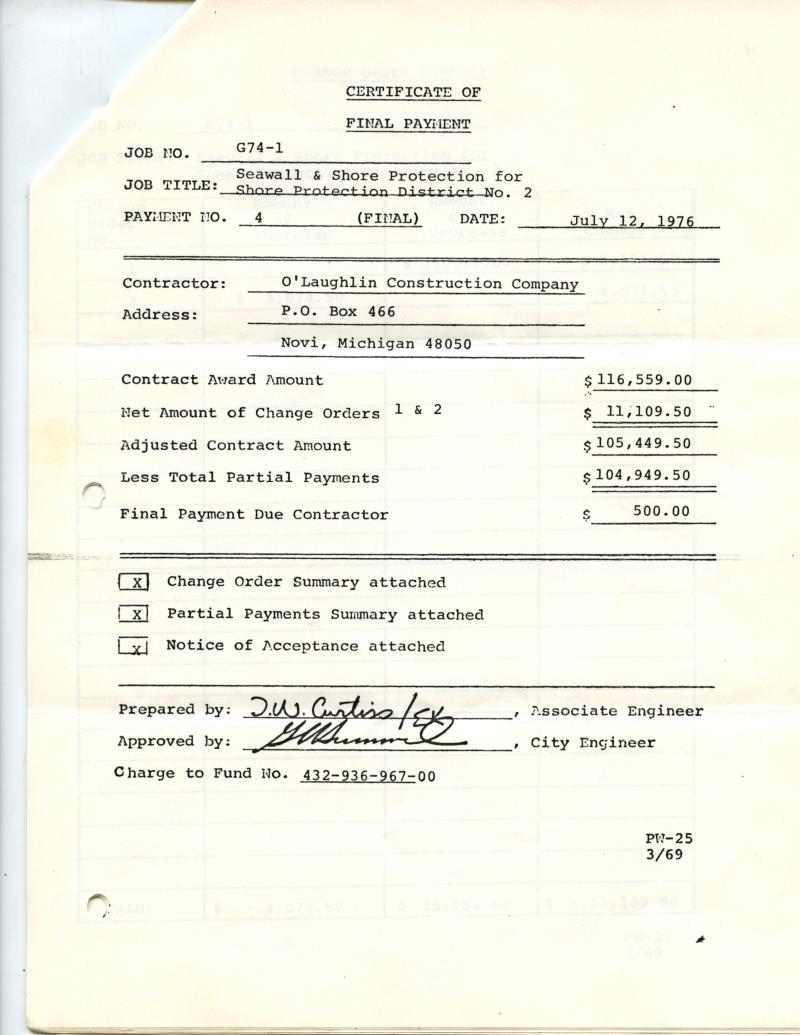 CERTIFICATE OF
FINAL PAYMENT
JOB NO. G74-1
JOB TITLE: Seawall & Shore Protection for
Shore Protection District No. 2
PAYMENT NO. 4 (FINAL) DATE: July 12, 1976
Contractor: O'Laughlin Construction Company
Address: P.O. Box 466
Novi, Michigan 48050
Contract Award Amount $116,559.00
Net Amount of Change Orders 1 & 2 $ 11,109.50
Adjusted Contract Amount $105,449.50
Less Total Partial Payments $104,949.50
Final Payment Due Contractor $ 500.00
X Change Order Summary attached
X Partial Payments Summary attached
X Notice of Acceptance attached
Prepared by: D.W. Curtiss, Associate Engineer
Approved by: , City Engineer
Charge to Fund No. 432-936-967-00
PW-25
3/69